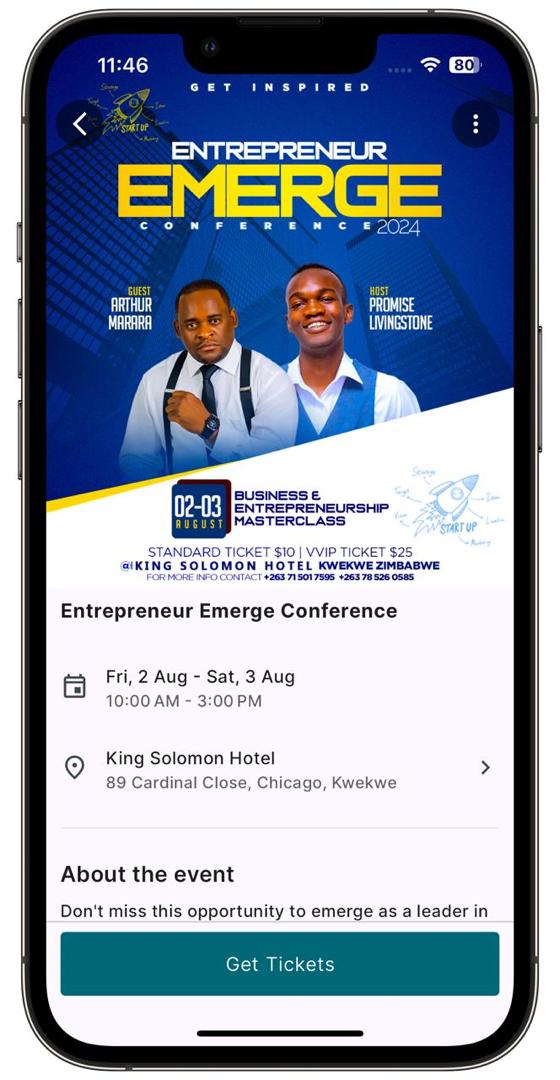 11:46
80
GET INSPIRED
START UP
ENTREPRENEUR
EMERGE
CONFERENCE 2024
GUEST
ARTHUR
MARARA
HOST
PROMISE
LIVINGSTONE
02-03
AUGUST
BUSINESS &
ENTREPRENEURSHIP
MASTERCLASS
Strategy
START UP
STANDARD TICKET $10 | VVIP TICKET $25
@KING SOLOMON HOTEL KWEKWE ZIMBABWE
FOR MORE INFO CONTACT +263 71 501 7595 +263 78 526 0585
Entrepreneur Emerge Conference
Fri, 2 Aug - Sat, 3 Aug
10:00 AM - 3:00 PM
King Solomon Hotel
89 Cardinal Close, Chicago, Kwekwe
About the event
Don't miss this opportunity to emerge as a leader in
Get Tickets